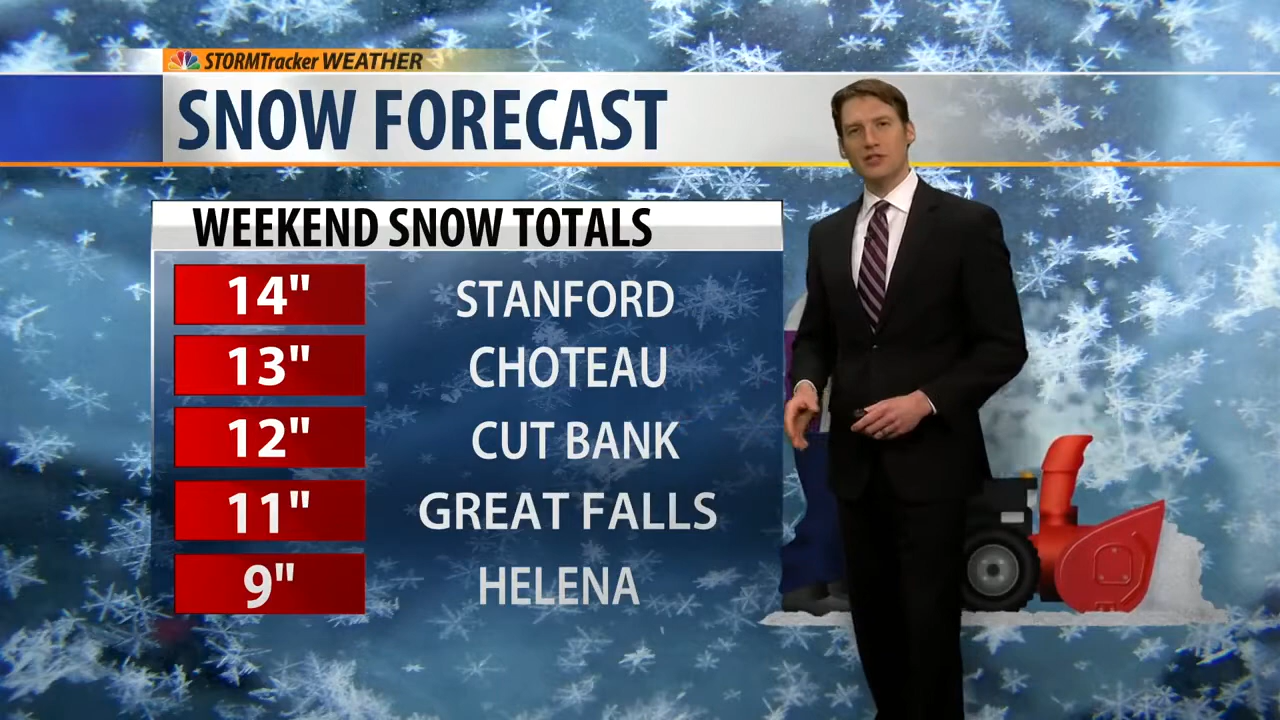 STORMTracker WEATHER
SNOW FORECAST
WEEKEND SNOW TOTALS
14" STANFORD
13" CHOTEAU
12" CUT BANK
11" GREAT FALLS
9" HELENA